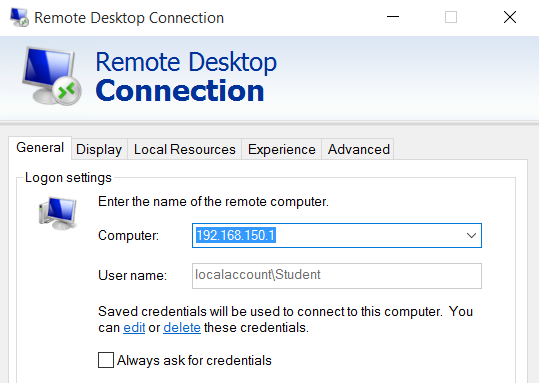 Remote Desktop Connection
Remote Desktop
Connection
General Display Local Resources Experience Advanced
Logon settings
Enter the name of the remote computer.
Computer: 192.168.150.1
User name: localaccount\Student
Saved credentials will be used to connect to this computer. You
can edit or delete these credentials.
Always ask for credentials